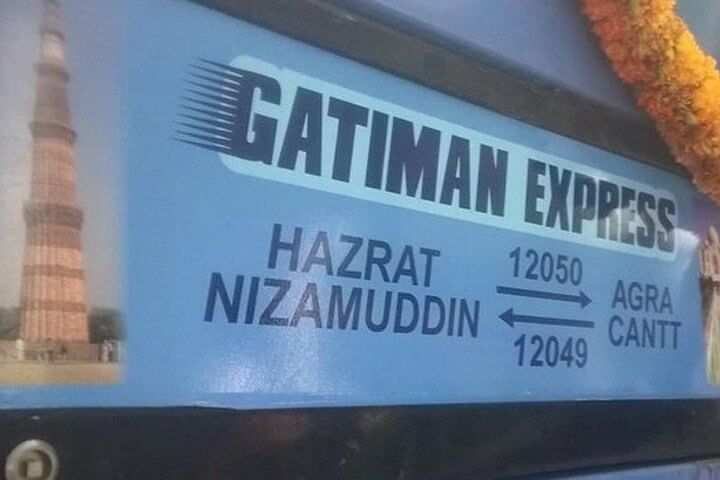 GATIMAN EXPRESS
HAZRAT
NIZAMUDDIN
12050
12049
AGRA
CANTT